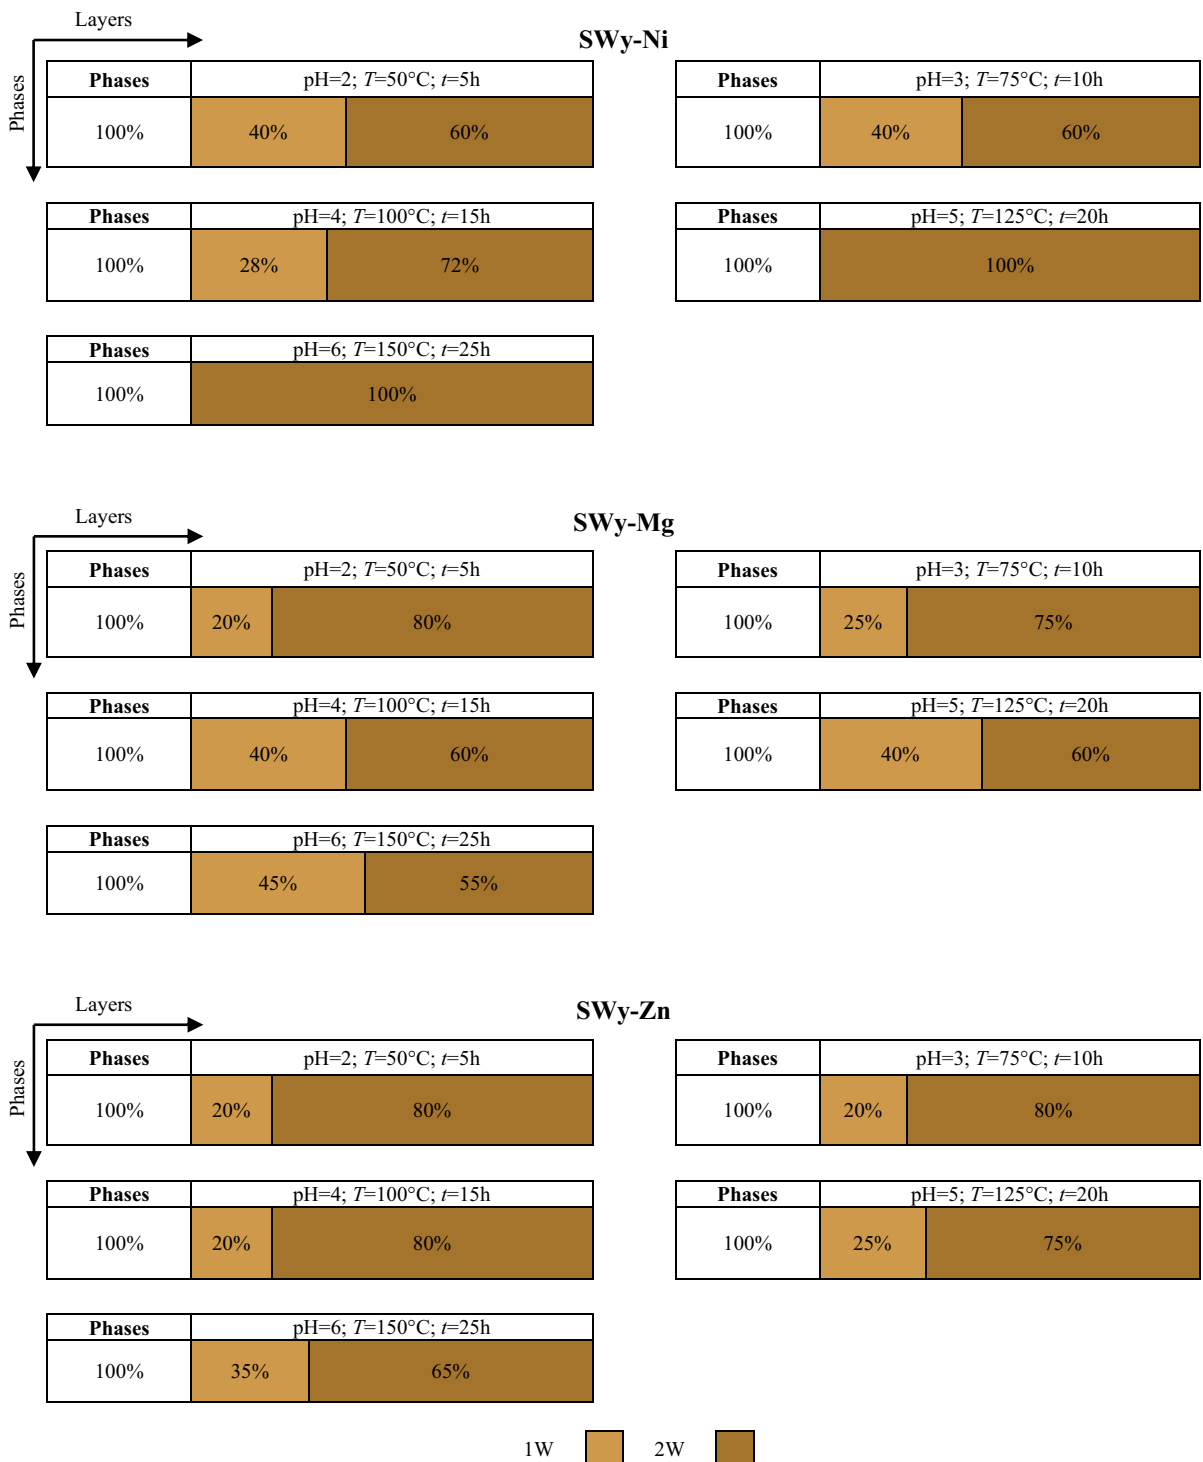 Layers
SWy-Ni
Phases
Phases pH=2; T=50°C; t=5h Phases pH=3; T=75°C; t=10h
100% 40% 60% 100% 40% 60%
Phases pH=4; T=100°C; t=15h Phases pH=5; T=125°C; t=20h
100% 28% 72% 100% 100%
Phases pH=6; T=150°C; t=25h
100% 100%
Layers
SWy-Mg
Phases
Phases pH=2; T=50°C; t=5h Phases pH=3; T=75°C; t=10h
100% 20% 80% 100% 25% 75%
Phases pH=4; T=100°C; t=15h Phases pH=5; T=125°C; t=20h
100% 40% 60% 100% 40% 60%
Phases pH=6; T=150°C; t=25h
100% 45% 55%
Layers
SWy-Zn
Phases
Phases pH=2; T=50°C; t=5h Phases pH=3; T=75°C; t=10h
100% 20% 80% 100% 20% 80%
Phases pH=4; T=100°C; t=15h Phases pH=5; T=125°C; t=20h
100% 20% 80% 100% 25% 75%
Phases pH=6; T=150°C; t=25h
100% 35% 65%
1W 2W